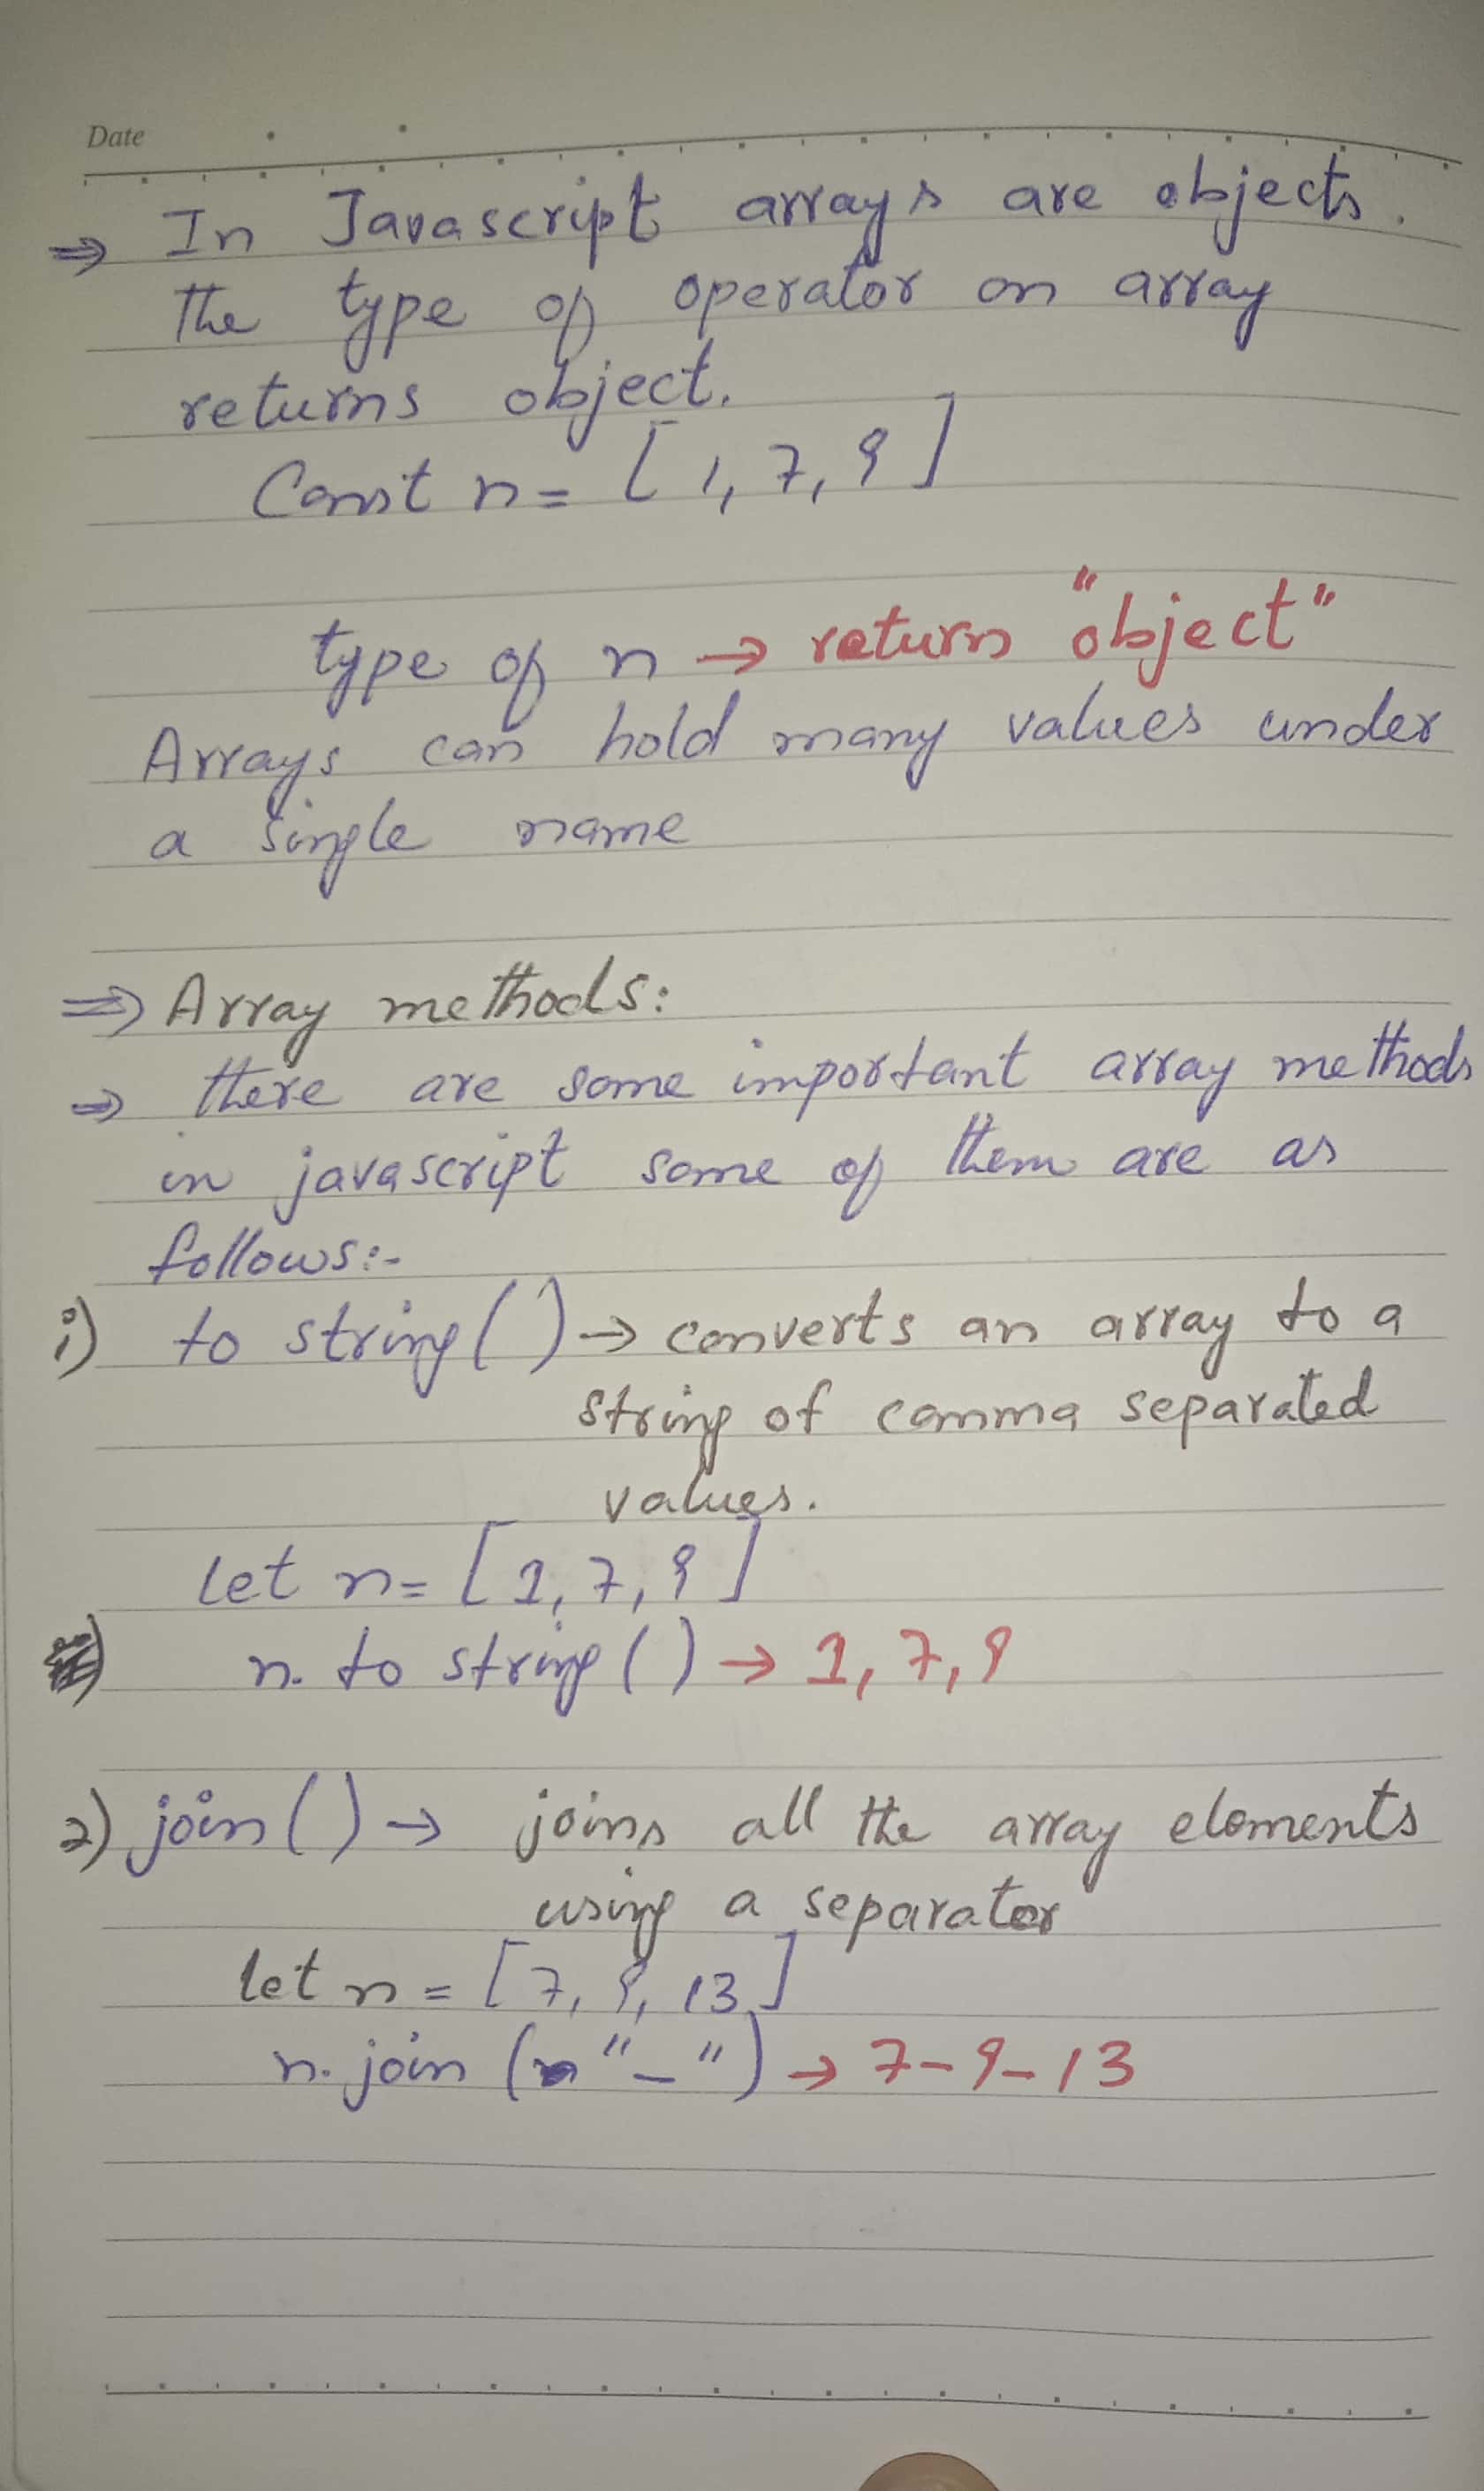 Date
⇒ In Javascript arrays are objects.
The type of operator on array
returns object.
Const n = [1, 7, 9]
type of n → return "object"
Arrays can hold many values under
a single name
⇒ Array methods:
⇒ there are some important array methods
in javascript some of them are as
follows:-
i) to string() → converts an array to a
string of comma separated
values.
let n = [1, 7, 9]
n. to string() → 1, 7, 9
2) join() → joins all the array elements
using a separator
let n = [7, 9, 13]
n. join ("-") → 7-9-13